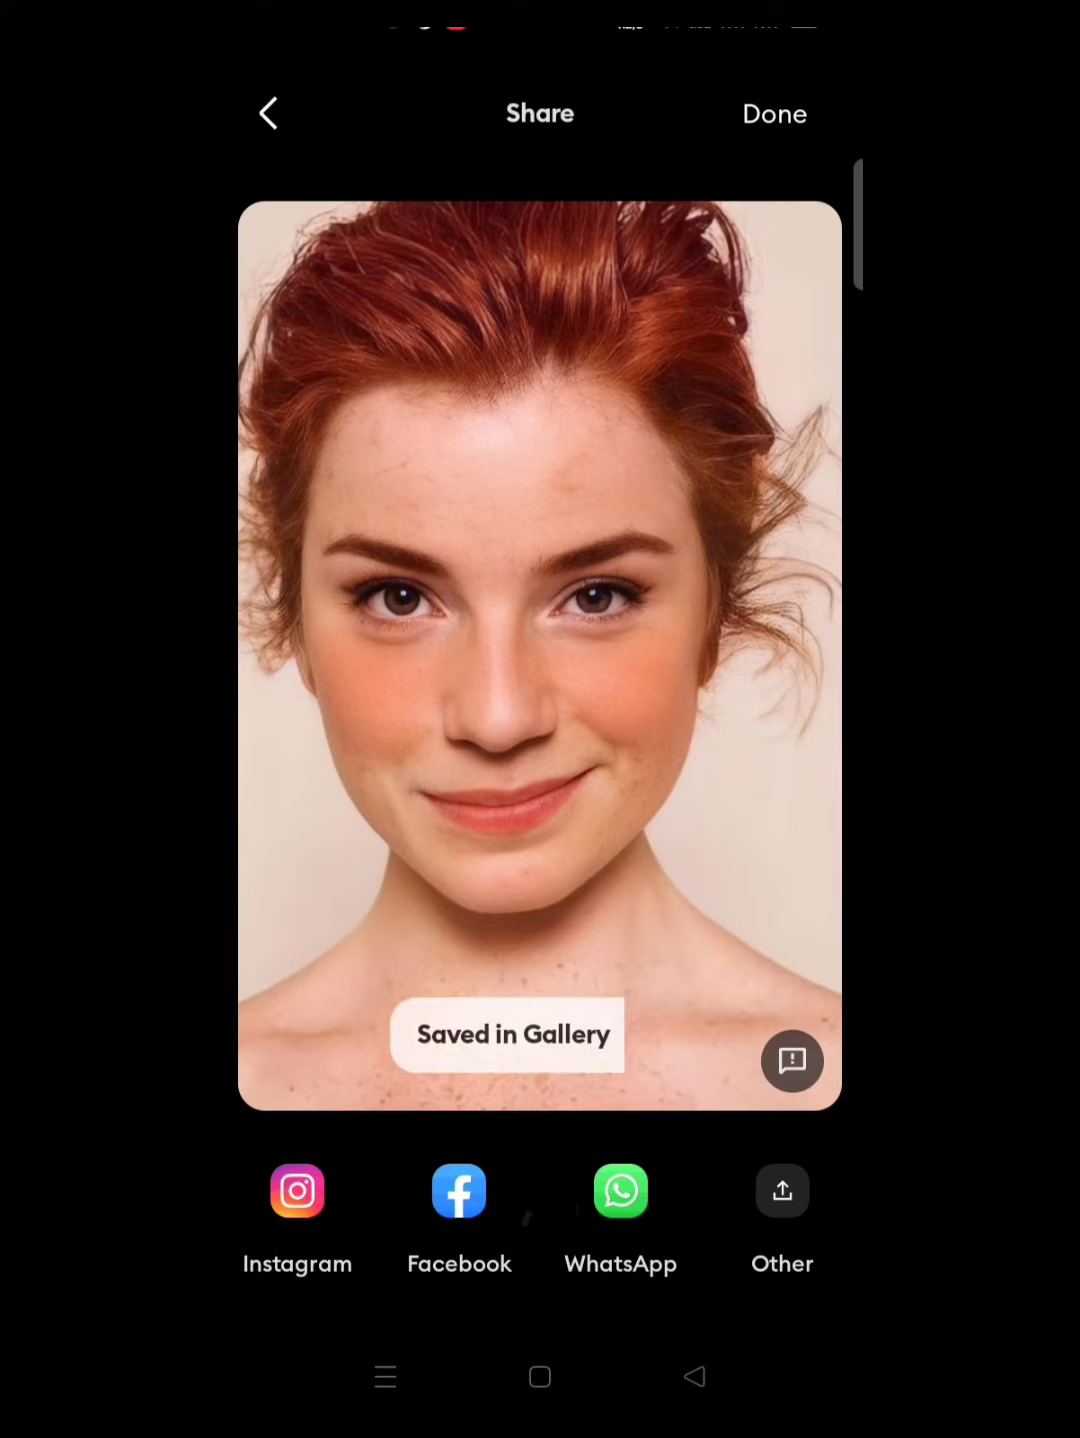 Share
Done
Saved in Gallery
Instagram
Facebook
WhatsApp
Other